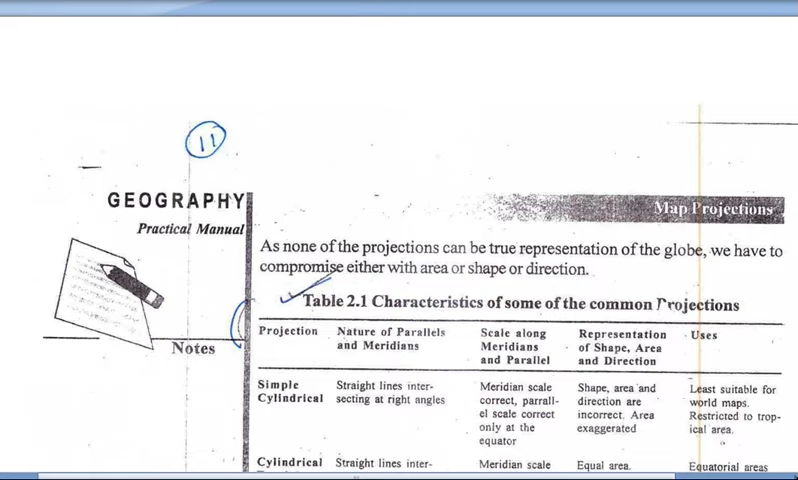 11
GEOGRAPHY
Practical Manual
Notes
Map Projections
As none of the projections can be true representation of the globe, we have to
compromise either with area or shape or direction.
Table 2.1 Characteristics of some of the common Projections
Projection Nature of Parallels Scale along Representation Uses
and Meridians Meridians of Shape, Area
and Parallel and Direction
Simple Straight lines inter- Meridian scale Shape, area and Least suitable for
Cylindrical secting at right angles correct, parrall- direction are world maps.
el scale correct incorrect. Area Restricted to trop-
only at the exaggerated ical area.
equator
Cylindrical Straight lines inter- Meridian scale Equal area. Equatorial areas